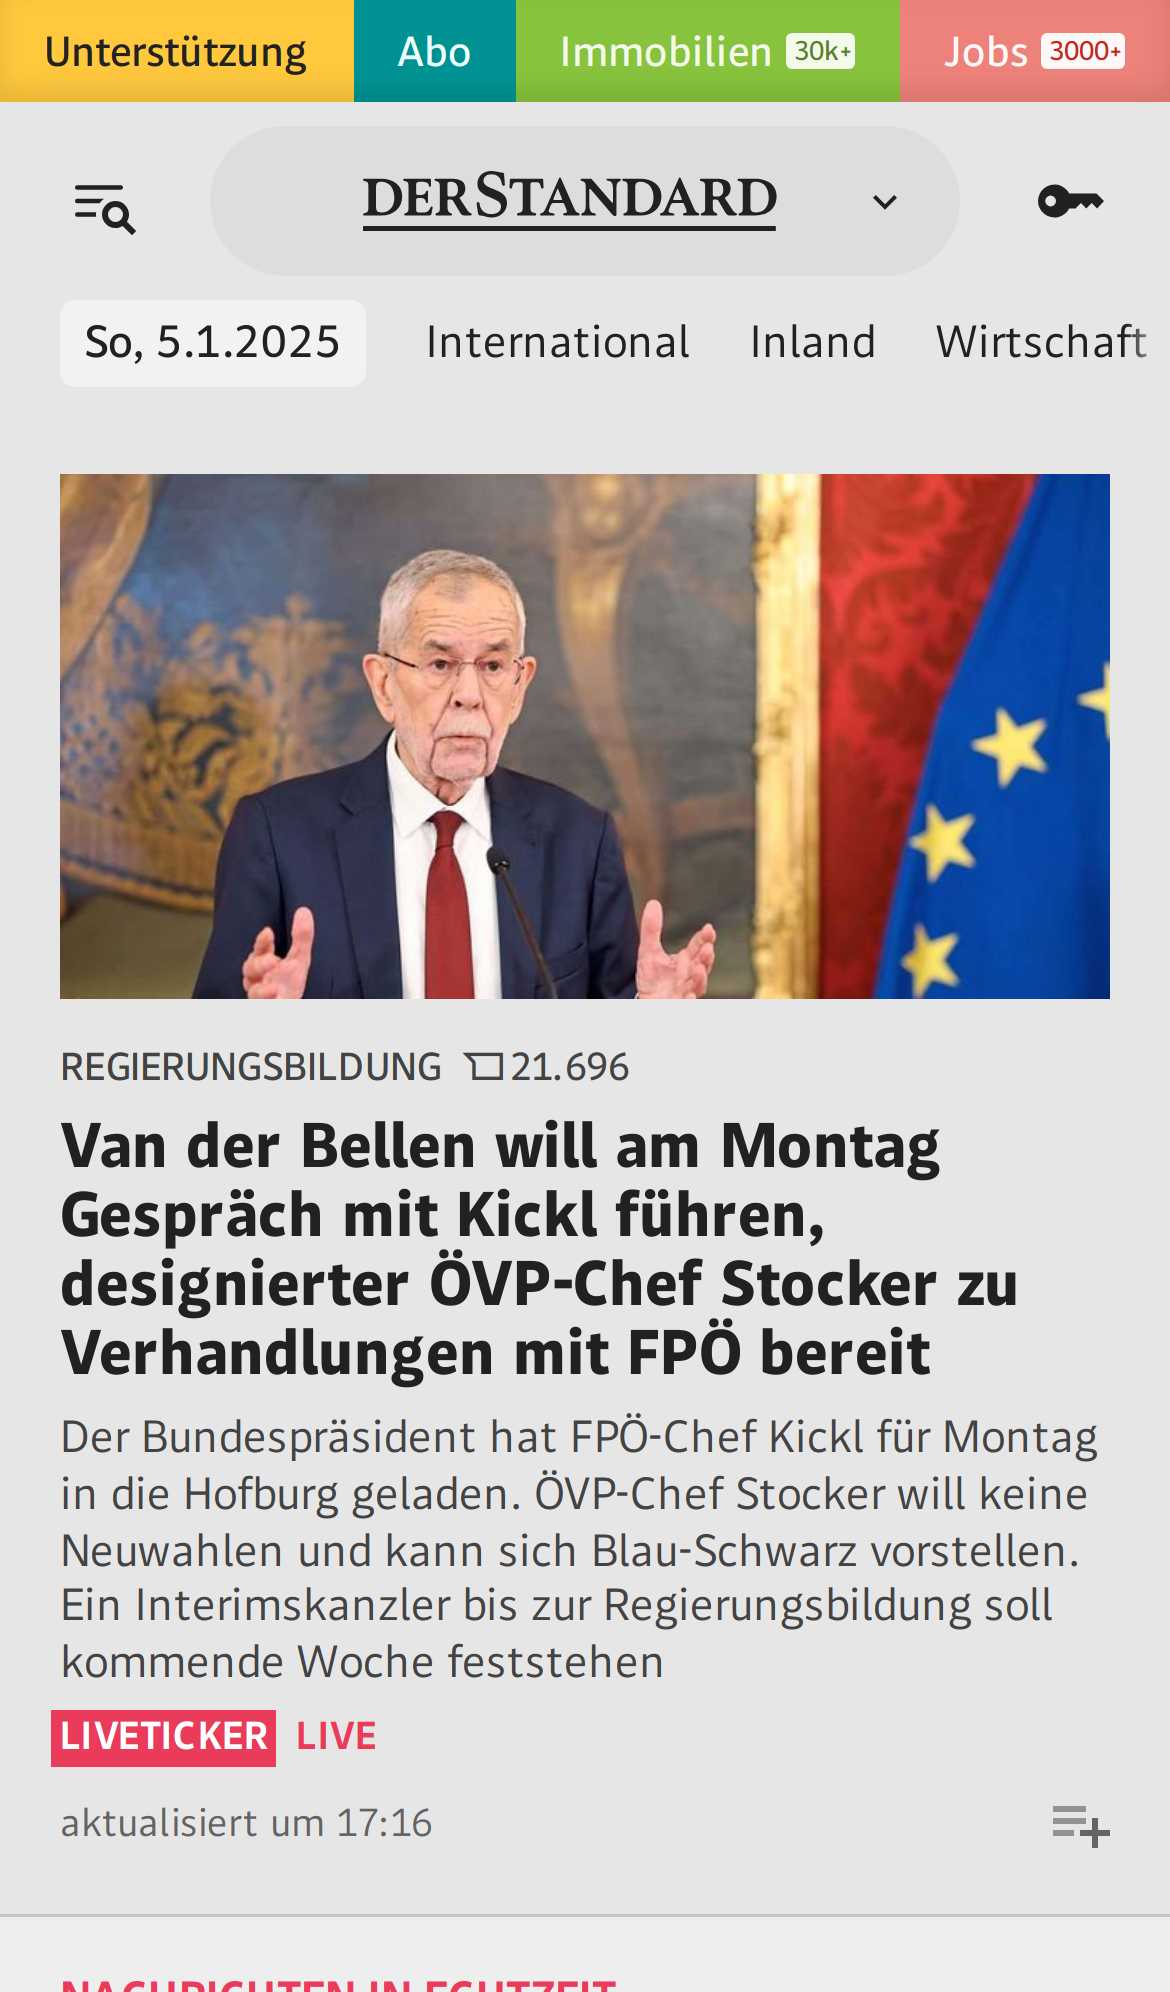 Unterstützung Abo Immobilien 30k+ Jobs 3000+
DERSTANDARD
So, 5.1.2025 International Inland Wirtschaft
REGIERUNGSBILDUNG 21.696
Van der Bellen will am Montag
Gespräch mit Kickl führen,
designierter ÖVP-Chef Stocker zu
Verhandlungen mit FPÖ bereit
Der Bundespräsident hat FPÖ-Chef Kickl für Montag
in die Hofburg geladen. ÖVP-Chef Stocker will keine
Neuwahlen und kann sich Blau-Schwarz vorstellen.
Ein Interimskanzler bis zur Regierungsbildung soll
kommende Woche feststehen
LIVETICKER LIVE
aktualisiert um 17:16
NACHRICHTEN IN ECHTZEIT